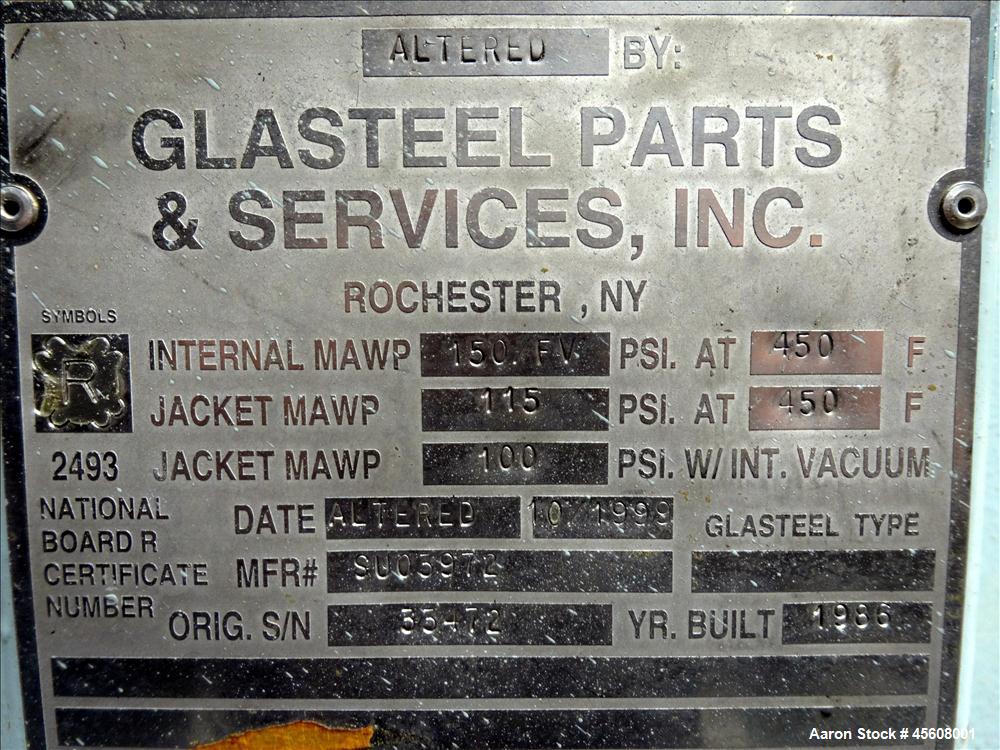 ALTERED BY:
GLASTEEL PARTS
& SERVICES, INC.
ROCHESTER , NY
SYMBOLS
R
INTERNAL MAWP 150. FV PSI. AT 450 F
JACKET MAWP 115 PSI. AT 450 F
2493 JACKET MAWP 100 PSI. W/ INT. VACUUM
NATIONAL
BOARD R
CERTIFICATE
NUMBER
DATE ALTERED 10 1999 GLASTEEL TYPE
MFR# SU05972
ORIG. S/N YR. BUILT 1986
Aaron Stock # 45608001